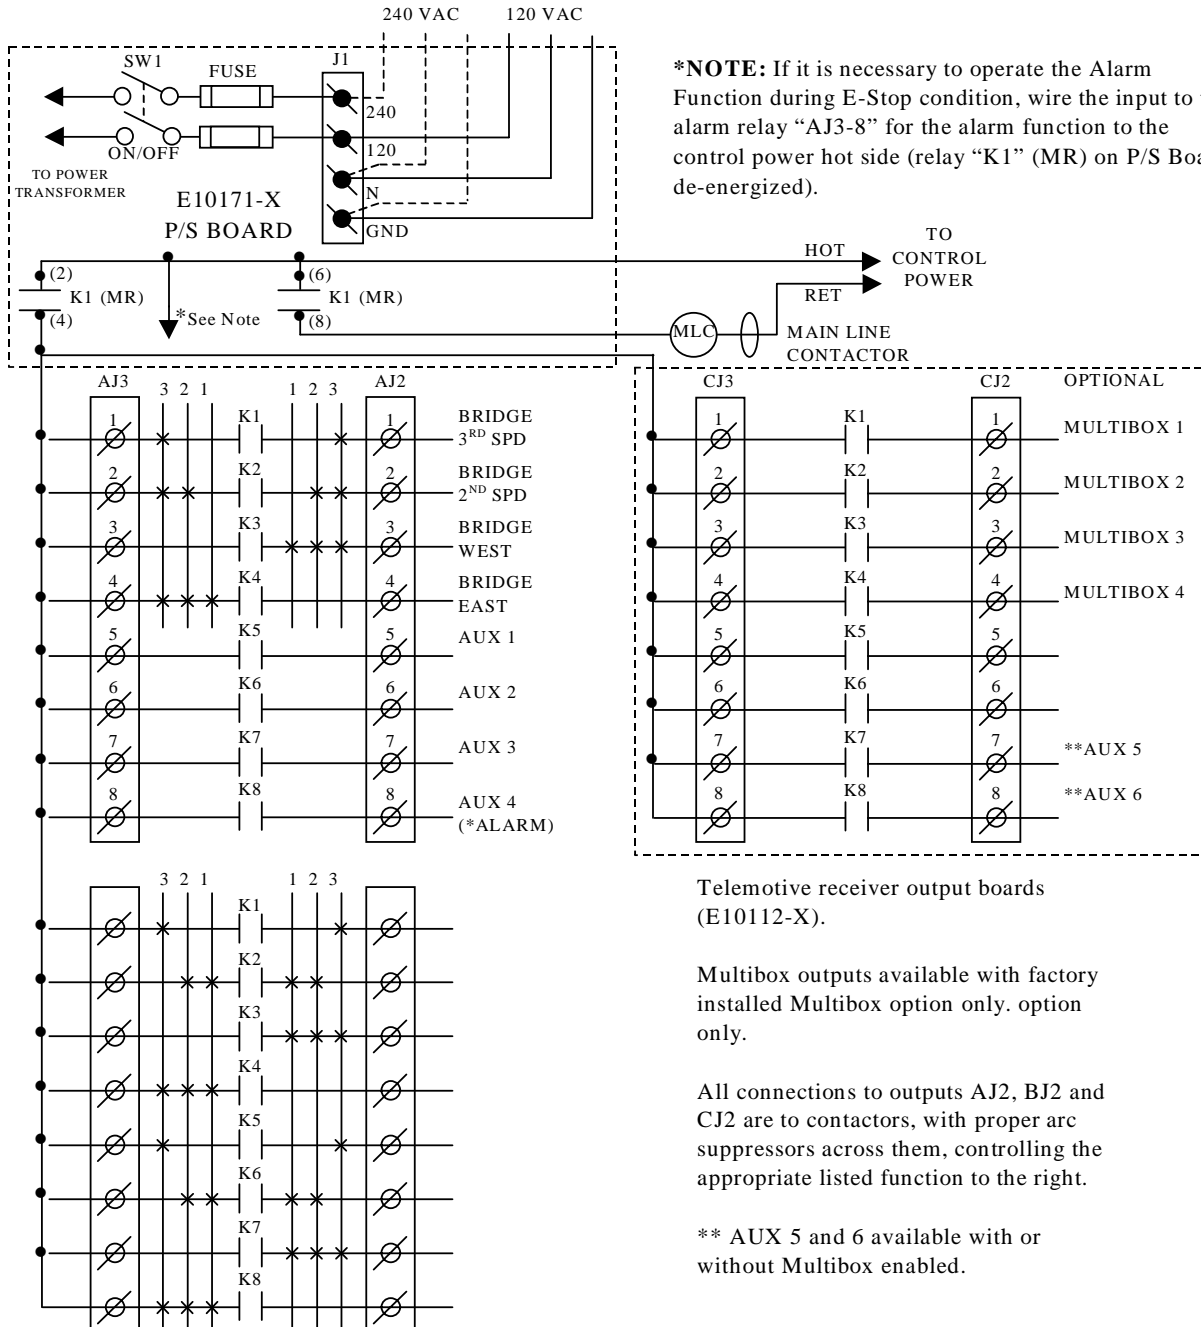 240 VAC
120 VAC
SW1
FUSE
J1
240
120
N
GND
ON/OFF
TO POWER
TRANSFORMER
E10171-X
P/S BOARD
*NOTE: If it is necessary to operate the Alarm
Function during E-Stop condition, wire the input to
alarm relay “AJ3-8” for the alarm function to the
control power hot side (relay “K1” (MR) on P/S
de-energized).
(2)
K1 (MR)
(4)
*See Note
(6)
K1 (MR)
(8)
HOT
RET
TO
CONTROL
POWER
MLC
MAIN LINE
CONTACTOR
AJ3
3 2 1
1 2 3
AJ2
1 K1 1 BRIDGE
3RD SPD
2 K2 2 BRIDGE
2ND SPD
3 K3 3 BRIDGE
WEST
4 K4 4 BRIDGE
EAST
5 K5 5 AUX 1
6 K6 6 AUX 2
7 K7 7 AUX 3
8 K8 8 AUX 4
(*ALARM)
CJ3
CJ2
OPTIONAL
1 K1 1 MULTIBOX 1
2 K2 2 MULTIBOX 2
3 K3 3 MULTIBOX 3
4 K4 4 MULTIBOX 4
5 K5 5
6 K6 6
7 K7 7 **AUX 5
8 K8 8 **AUX 6
3 2 1
1 2 3
K1
K2
K3
K4
K5
K6
K7
K8
Telemotive receiver output boards
(E10112-X).
Multibox outputs available with factory
installed Multibox option only. option
only.
All connections to outputs AJ2, BJ2 and
CJ2 are to contactors, with proper arc
suppressors across them, controlling the
appropriate listed function to the right.
** AUX 5 and 6 available with or
without Multibox enabled.